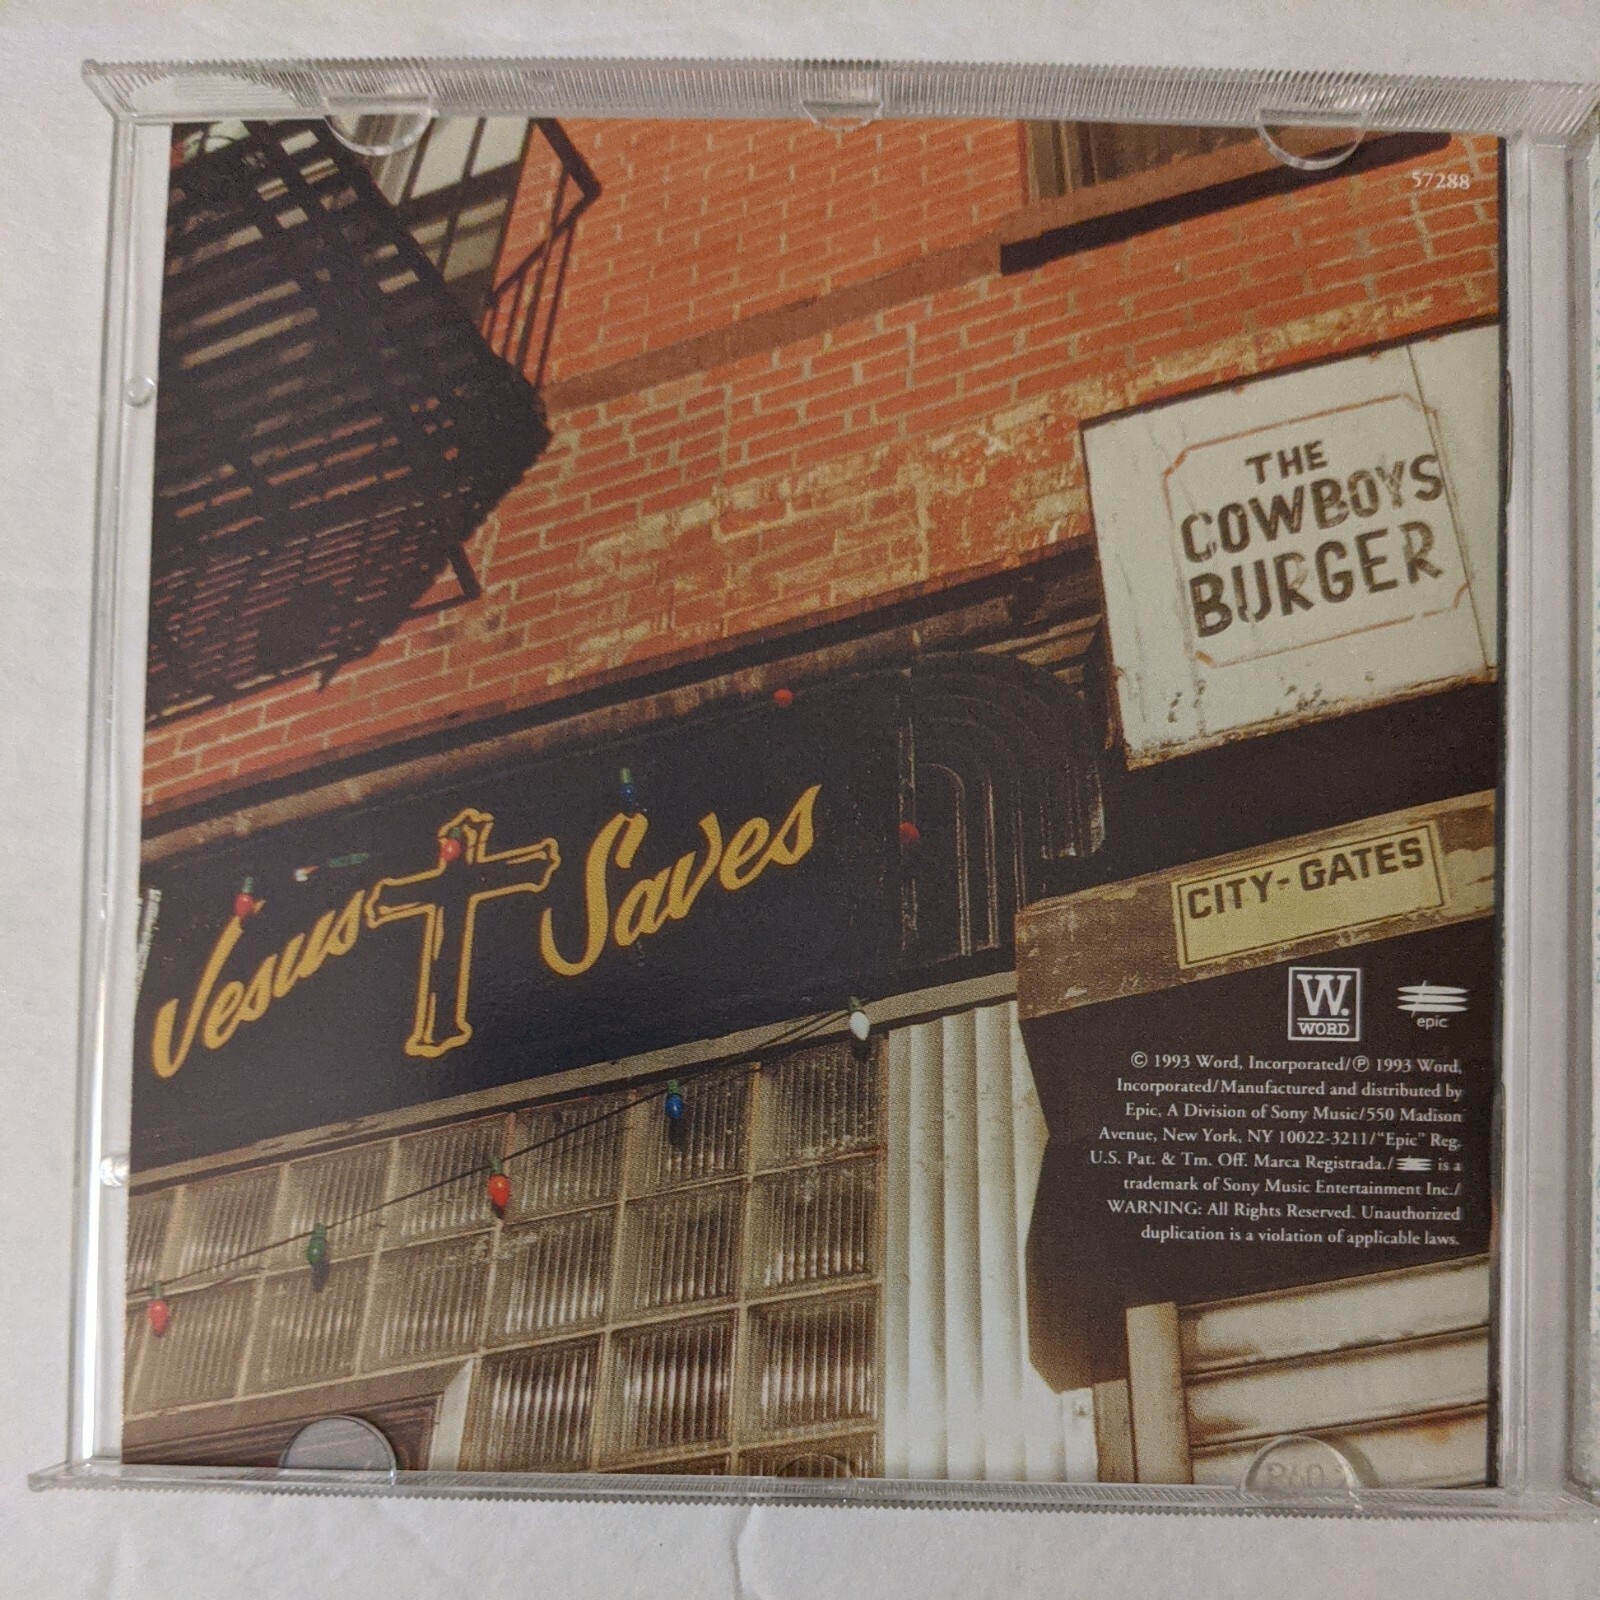 57288
THE
COWBOYS
BURGER
Jesus Saves
CITY-GATES
W.
WORD
epic
© 1993 Word, Incorporated/℗ 1993 Word,
Incorporated/Manufactured and distributed by
Epic, A Division of Sony Music/550 Madison
Avenue, New York, NY 10022-3211/“Epic” Reg.
U.S. Pat. & Tm. Off. Marca Registrada./ is a
trademark of Sony Music Entertainment Inc./
WARNING: All Rights Reserved. Unauthorized
duplication is a violation of applicable laws.